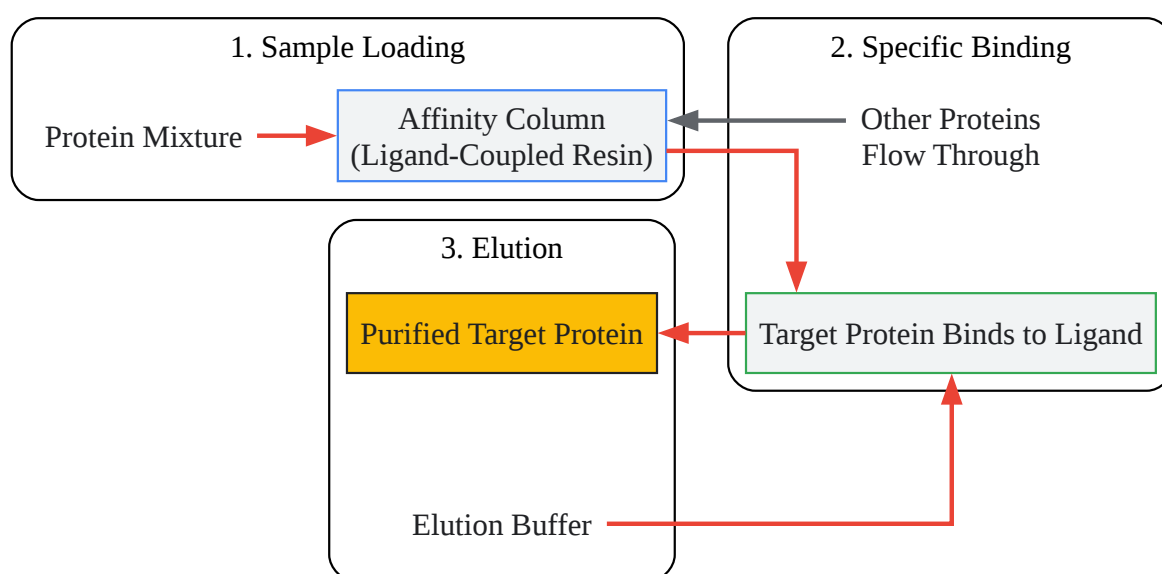 1. Sample Loading
Protein Mixture
Affinity Column
(Ligand-Coupled Resin)
2. Specific Binding
Other Proteins
Flow Through
Target Protein Binds to Ligand
3. Elution
Purified Target Protein
Elution Buffer